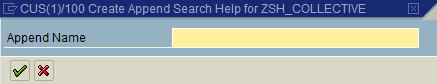 CUS(1)/100 Create Append Search Help for ZSH_COLLECTIVE
Append Name